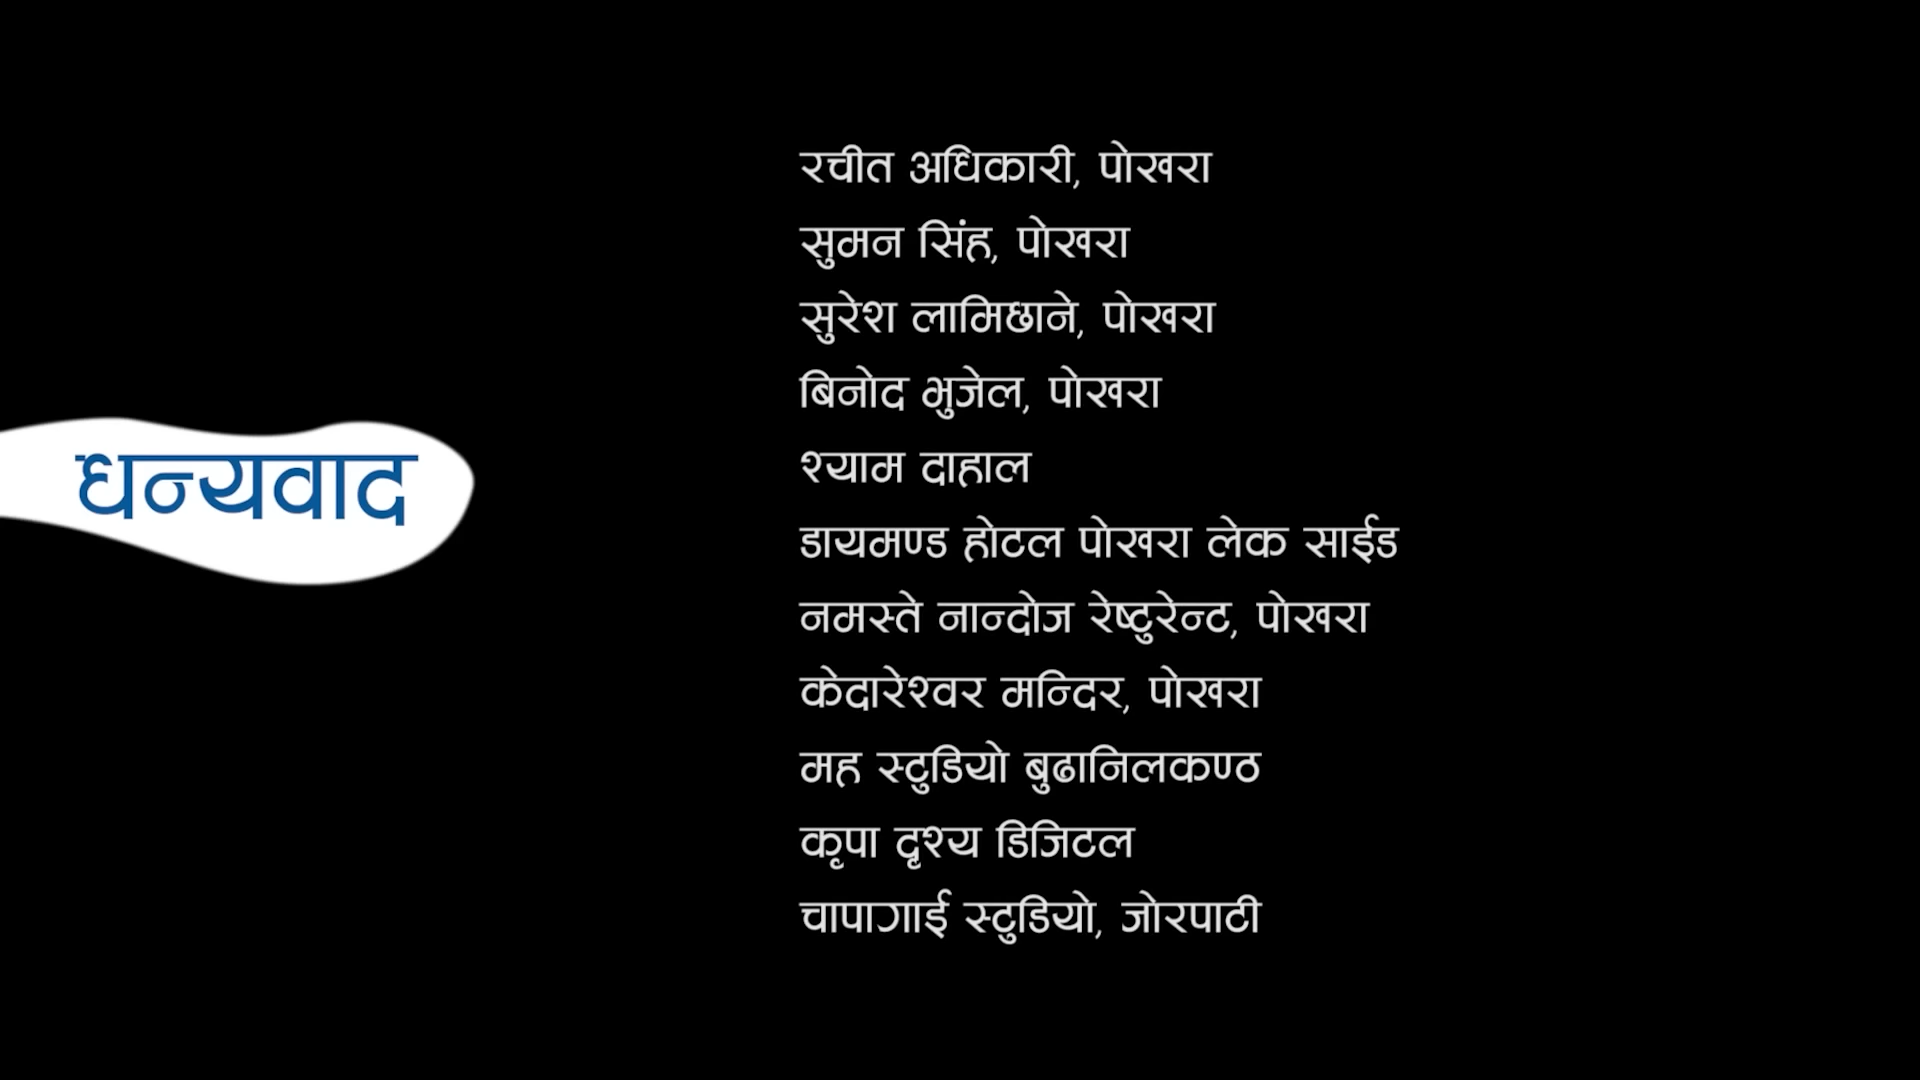 धन्यवाद
रचीत अधिकारी, पोखरा
सुमन सिंह, पोखरा
सुरेश लामिछाने, पोखरा
बिनोद भुजेल, पोखरा
श्याम दाहाल
डायमण्ड होटल पोखरा लेक साईड
नमस्ते नान्दोज रेष्टुरेन्ट, पोखरा
केदारेश्वर मन्दिर, पोखरा
मह स्टुडियो बुढानिलकण्ठ
कृपा दृश्य डिजिटल
चापागाई स्टुडियो, जोरपाटी